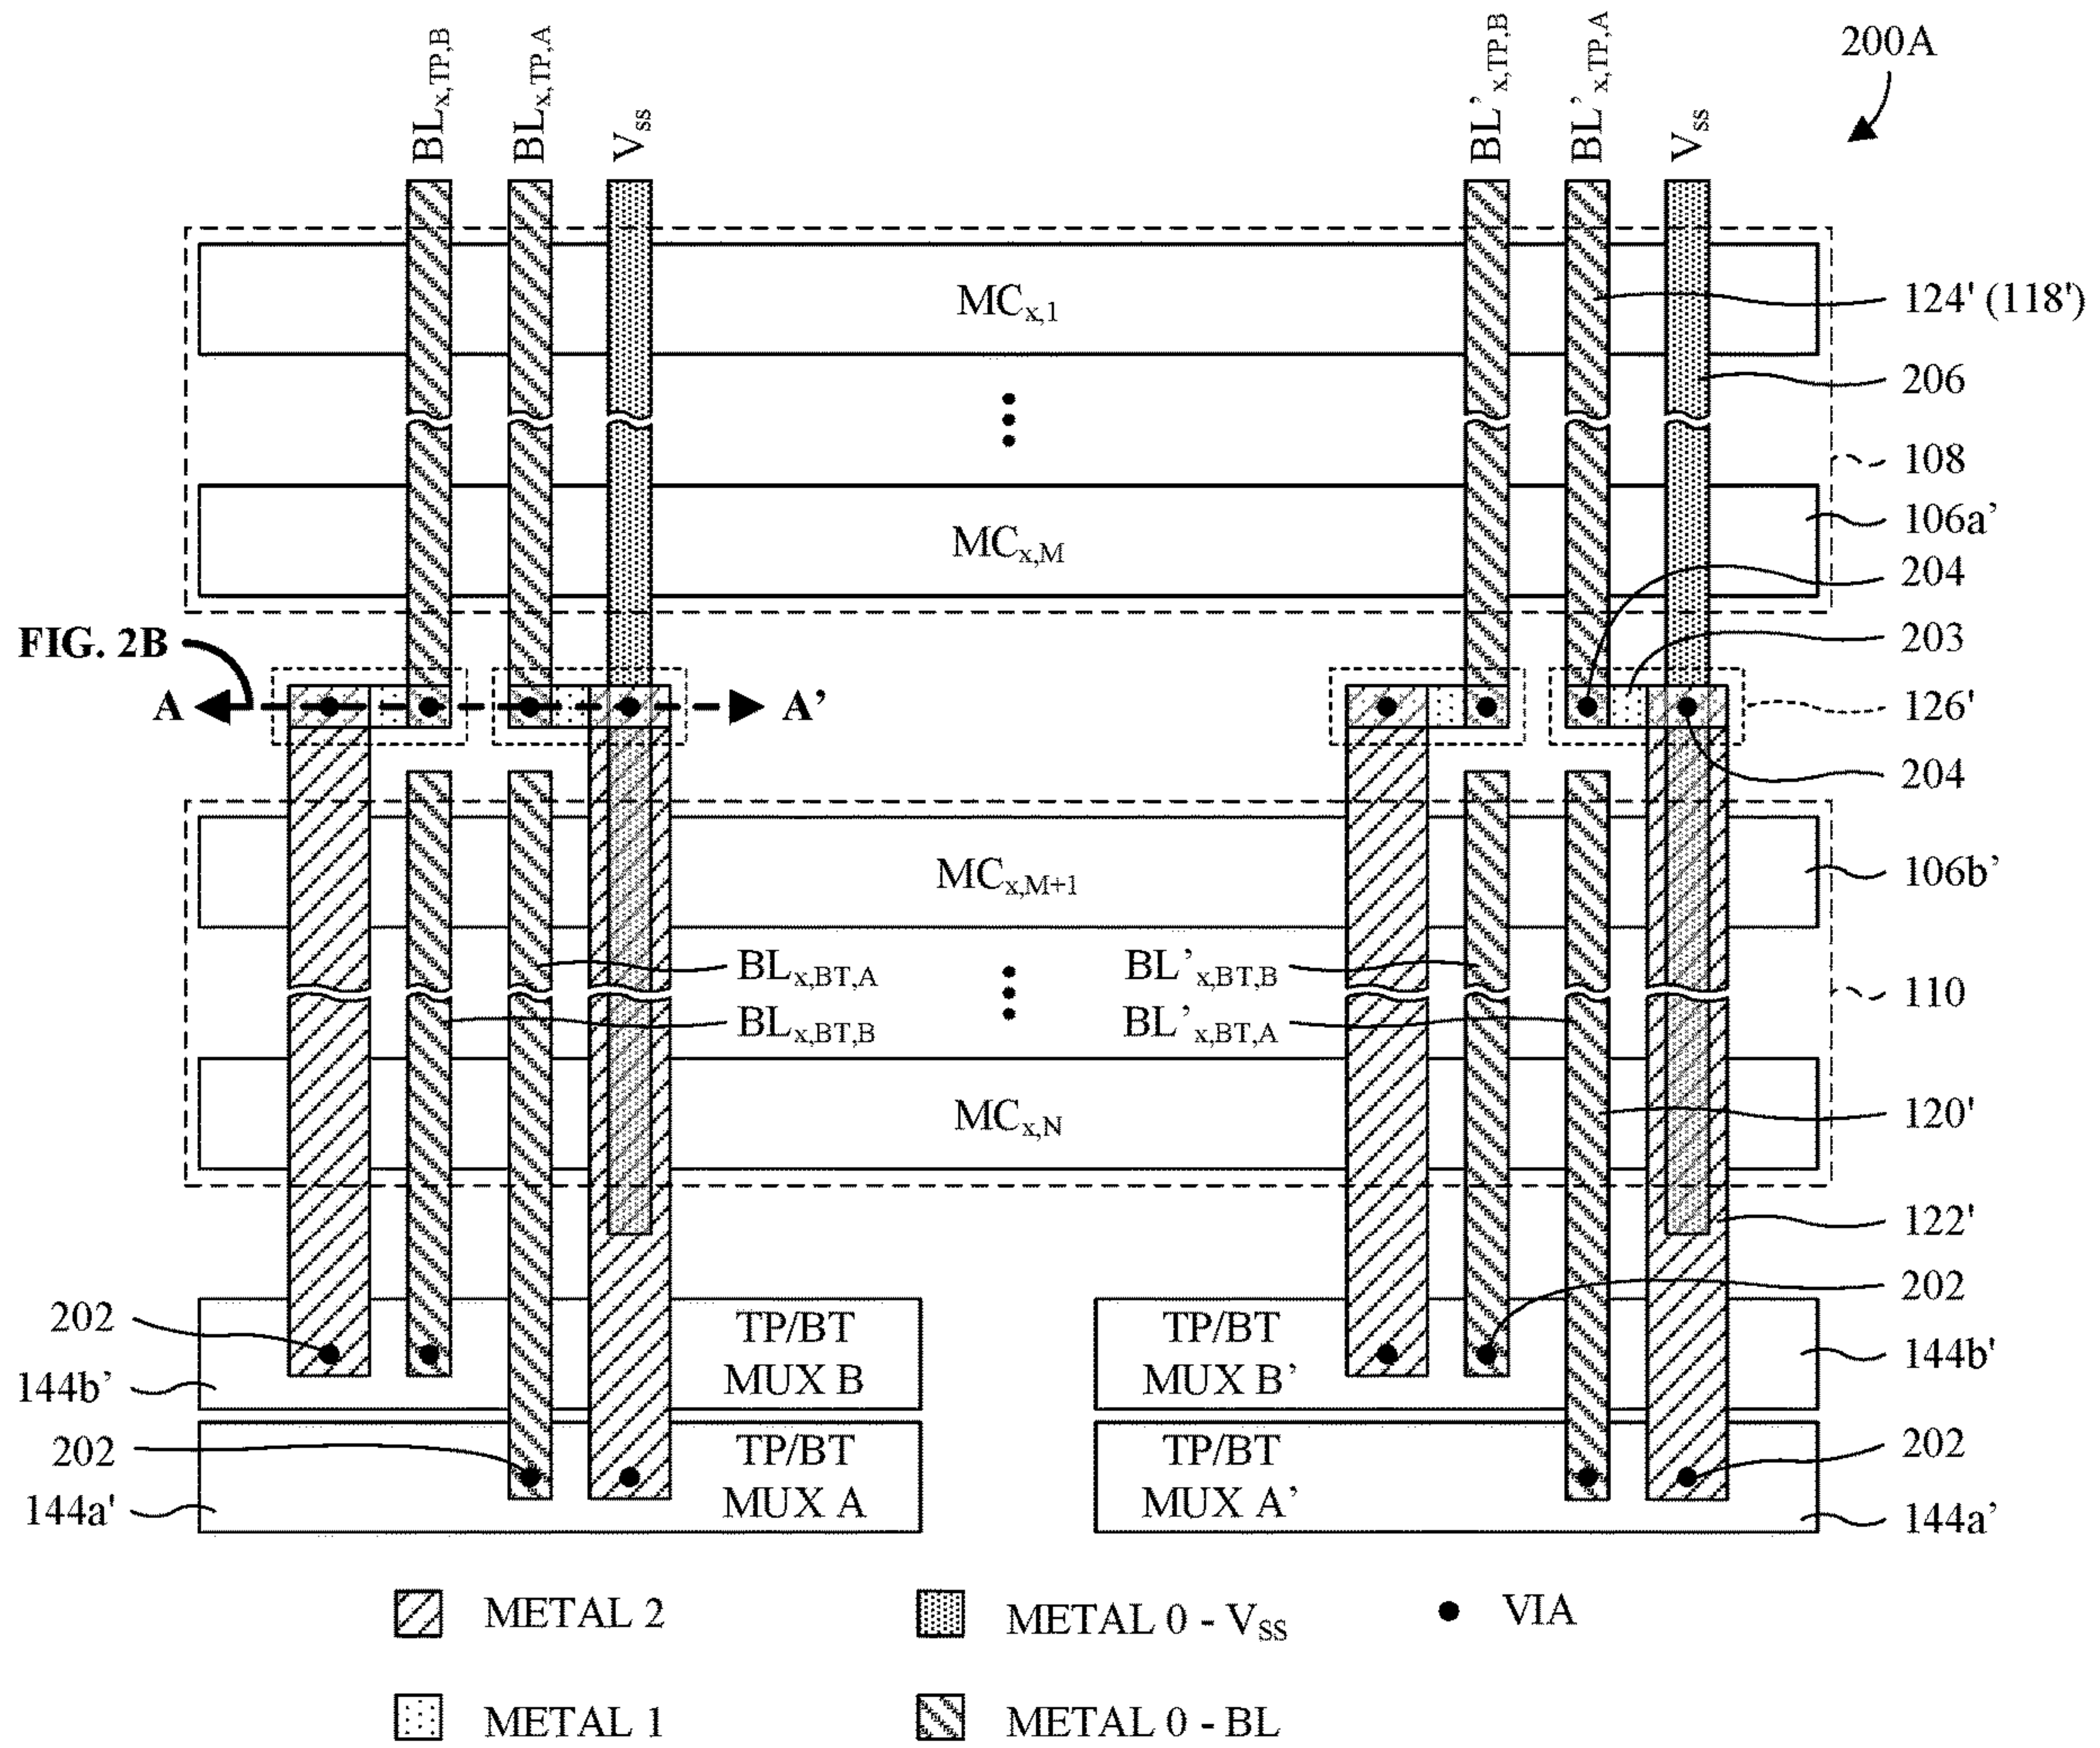 200A
BLx,TP,B
BLx,TP,A
Vss
BL’x,TP,B
BL’x,TP,A
Vss
MCx,1
124' (118')
206
108
MCx,M
106a’
204
203
FIG. 2B
A
A’
126'
204
MCx,M+1
106b’
BLx,BT,A
BL’x,BT,B
110
BLx,BT,B
BL’x,BT,A
MCx,N
120'
122'
202
202
TP/BT
MUX B
TP/BT
MUX B’
144b’
144b'
202
TP/BT
MUX A
TP/BT
MUX A’
202
144a'
144a’
METAL 2
METAL 0 - VSS
VIA
METAL 1
METAL 0 - BL